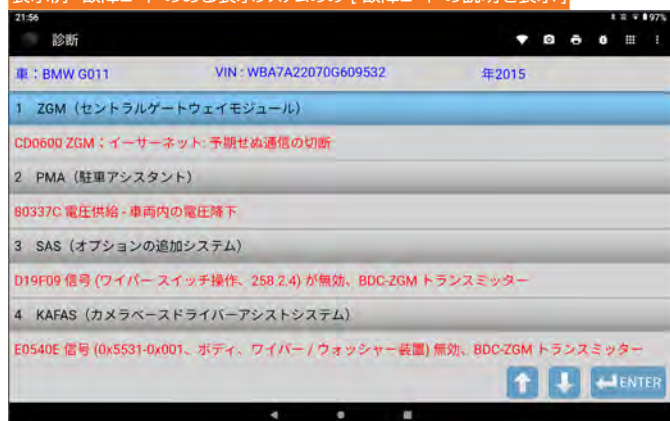 21:56
97%
診断
車：BMW G011 VIN : WBA7A22070G609532 年2015
1 ZGM（セントラルゲートウェイモジュール）
CD0600 ZGM：イーサーネット: 予期せぬ通信の切断
2 PMA（駐車アシスタント）
80337C 電圧供給 - 車両内の電圧降下
3 SAS（オプションの追加システム）
D19F09 信号 (ワイパー スイッチ操作、258.2.4) が無効、BDC-ZGM トランスミッター
4 KAFAS（カメラベースドライバーアシストシステム）
E0540E 信号 (0x5531-0x001、ボディ、ワイパー / ウォッシャー装置) 無効、BDC-ZGM トランスミッター
ENTER